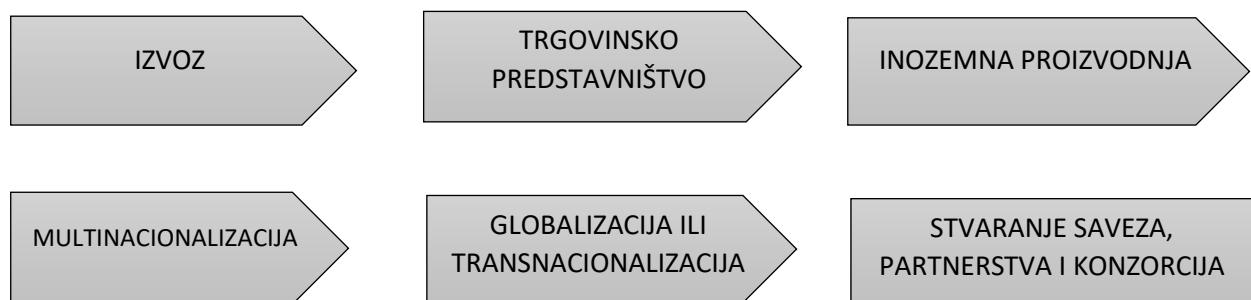 IZVOZ
TRGOVINSKO
PREDSTAVNIŠTVO
INOZEMNA PROIZVODNJA
MULTINACIONALIZACIJA
GLOBALIZACIJA ILI
TRANSNACIONALIZACIJA
STVARANJE SAVEZA,
PARTNERSTVA I KONZORCIJA